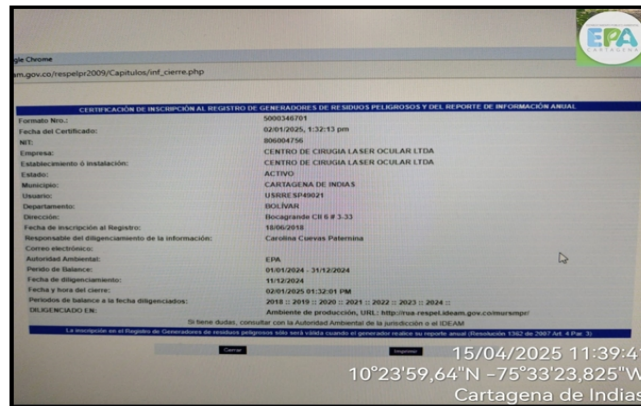 EPA
CARTAGENA
gle Chrome
am.gov.co/respelpr2009/Capitulos/inf_cierre.php
CERTIFICACIÓN DE INSCRIPCIÓN AL REGISTRO DE GENERADORES DE RESIDUOS PELIGROSOS Y DEL REPORTE DE INFORMACIÓN ANUAL
Formato Nro.: 5000346701
Fecha del Certificado: 02/01/2025, 1:32:13 pm
NIT: 806004756
Empresa: CENTRO DE CIRUGIA LASER OCULAR LTDA
Establecimiento ó instalación: CENTRO DE CIRUGIA LASER OCULAR LTDA
Estado: ACTIVO
Municipio: CARTAGENA DE INDIAS
Usuario: USRRESP49021
Departamento: BOLÍVAR
Dirección: Bocagrande Cll 6 # 3-33
Fecha de inscripción al Registro: 18/06/2018
Responsable del diligenciamiento de la información: Carolina Cuevas Paternina
Correo electrónico:
Autoridad Ambiental: EPA
Perido de Balance: 01/01/2024 - 31/12/2024
Fecha de diligenciamiento: 11/12/2024
Fecha y hora del cierre: 02/01/2025 01:32:01 PM
Periodos de balance a la fecha diligenciados: 2018 :: 2019 :: 2020 :: 2021 :: 2022 :: 2023 :: 2024 ::
DILIGENCIADO EN: Ambiente de producción, URL: http://rua-respel.ideam.gov.co/mursmpr/
Si tiene dudas, consultar con la Autoridad Ambiental de la jurisdicción o el IDEAM
La inscripción en el Registro de Generadores de residuos peligrosos sólo será válida cuando el generador realice su reporte anual (Resolución 1362 de 2007 Art. 4 Par. 3)
Cerrar Imprimir
15/04/2025 11:39:41
10°23'59,64"N -75°33'23,825"W
Cartagena de Indias